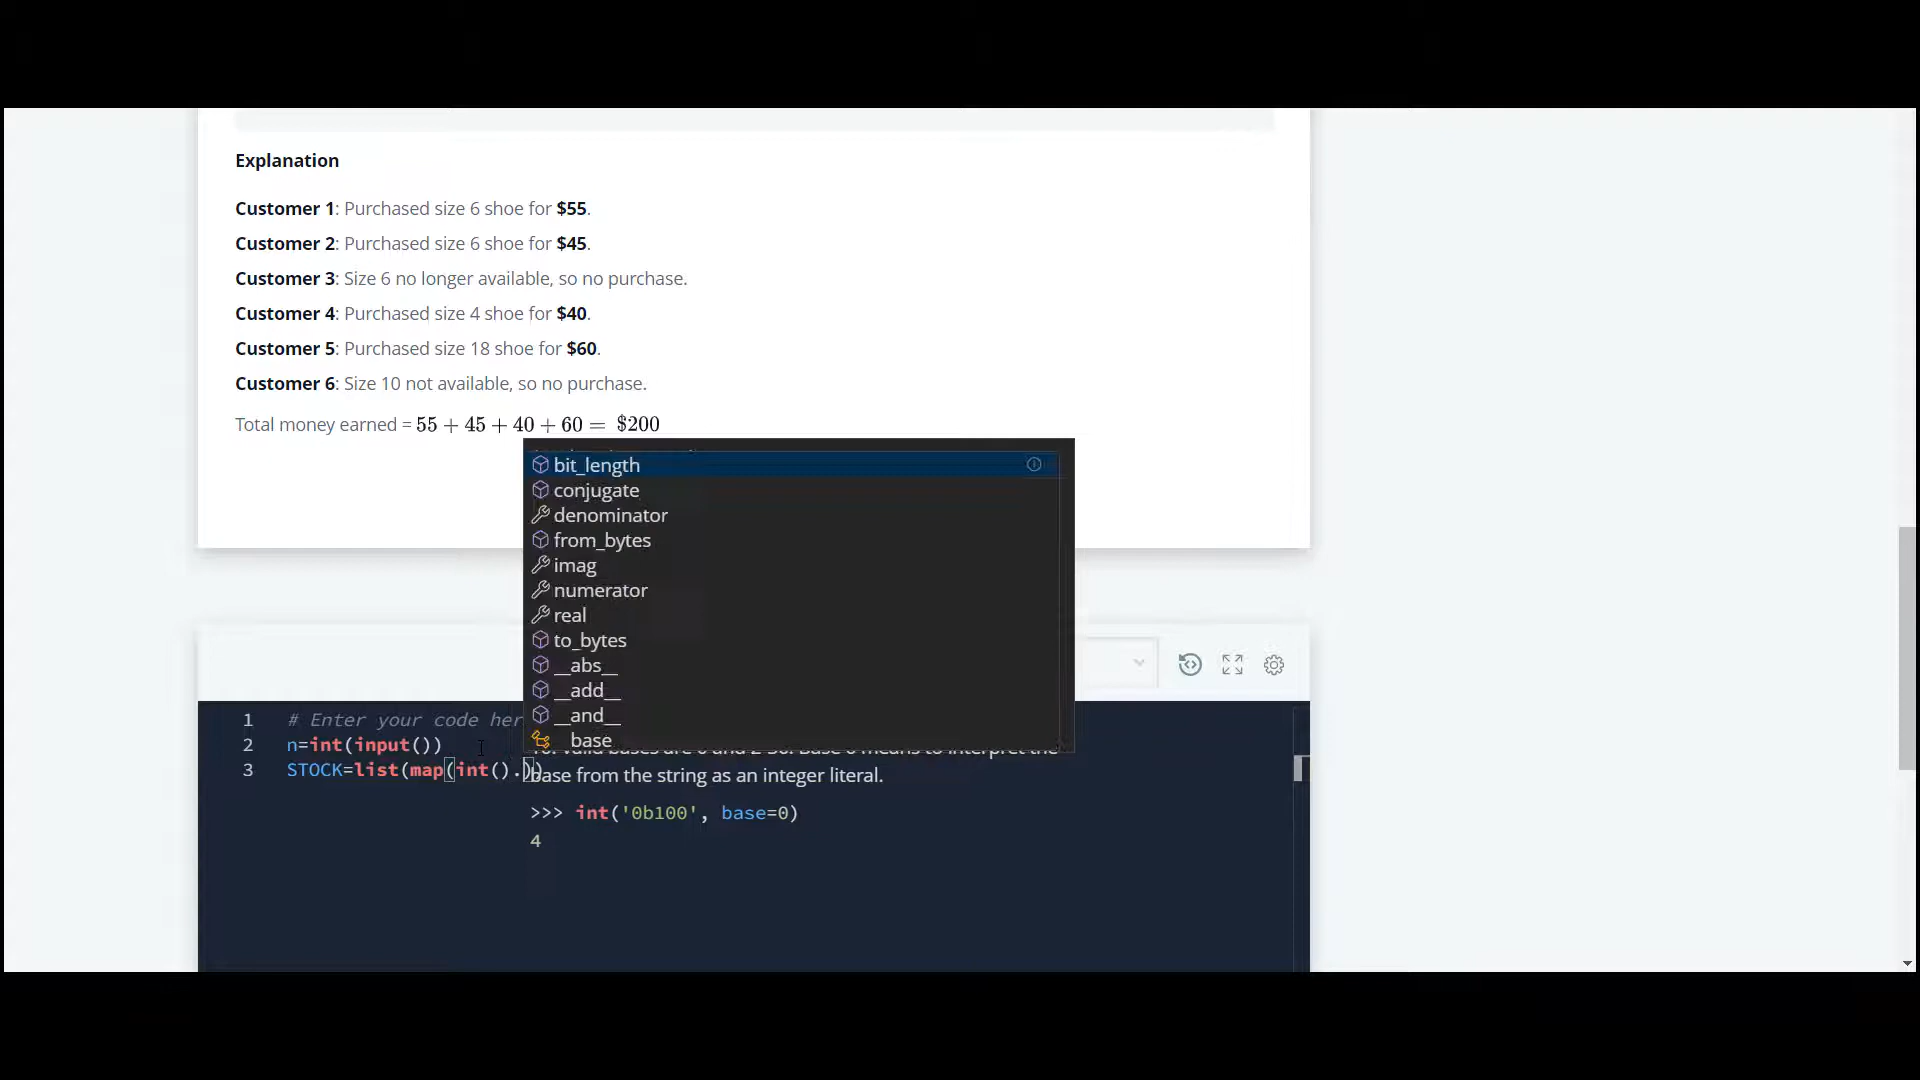 Explanation
Customer 1: Purchased size 6 shoe for $55.
Customer 2: Purchased size 6 shoe for $45.
Customer 3: Size 6 no longer available, so no purchase.
Customer 4: Purchased size 4 shoe for $40.
Customer 5: Purchased size 18 shoe for $60.
Customer 6: Size 10 not available, so no purchase.
Total money earned = 55 + 45 + 40 + 60 = $200
bit_length
conjugate
denominator
from_bytes
imag
numerator
real
to_bytes
__abs__
__add__
__and__
__base
1 # Enter your code her
2 n=int(input())
3 STOCK=list(map(int().))
base from the string as an integer literal.
>>> int('0b100', base=0)
4